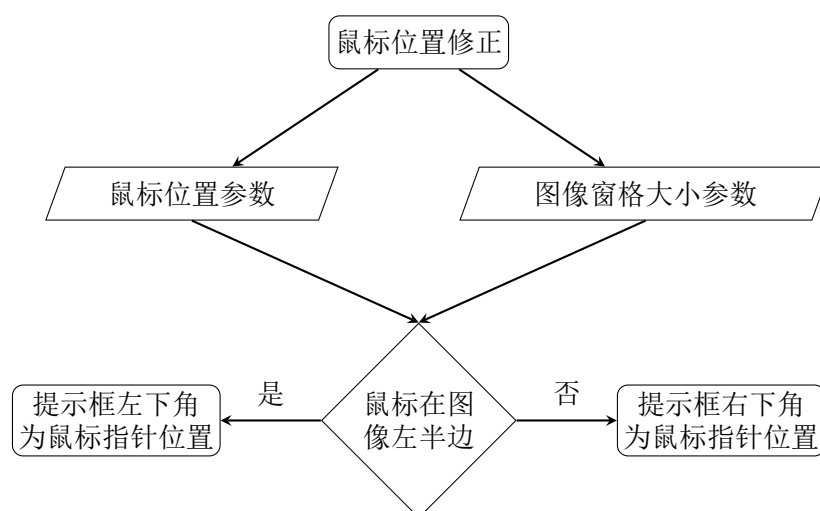 鼠标位置修正
鼠标位置参数
图像窗格大小参数
是
否
提示框左下角
为鼠标指针位置
鼠标在图
像左半边
提示框右下角
为鼠标指针位置